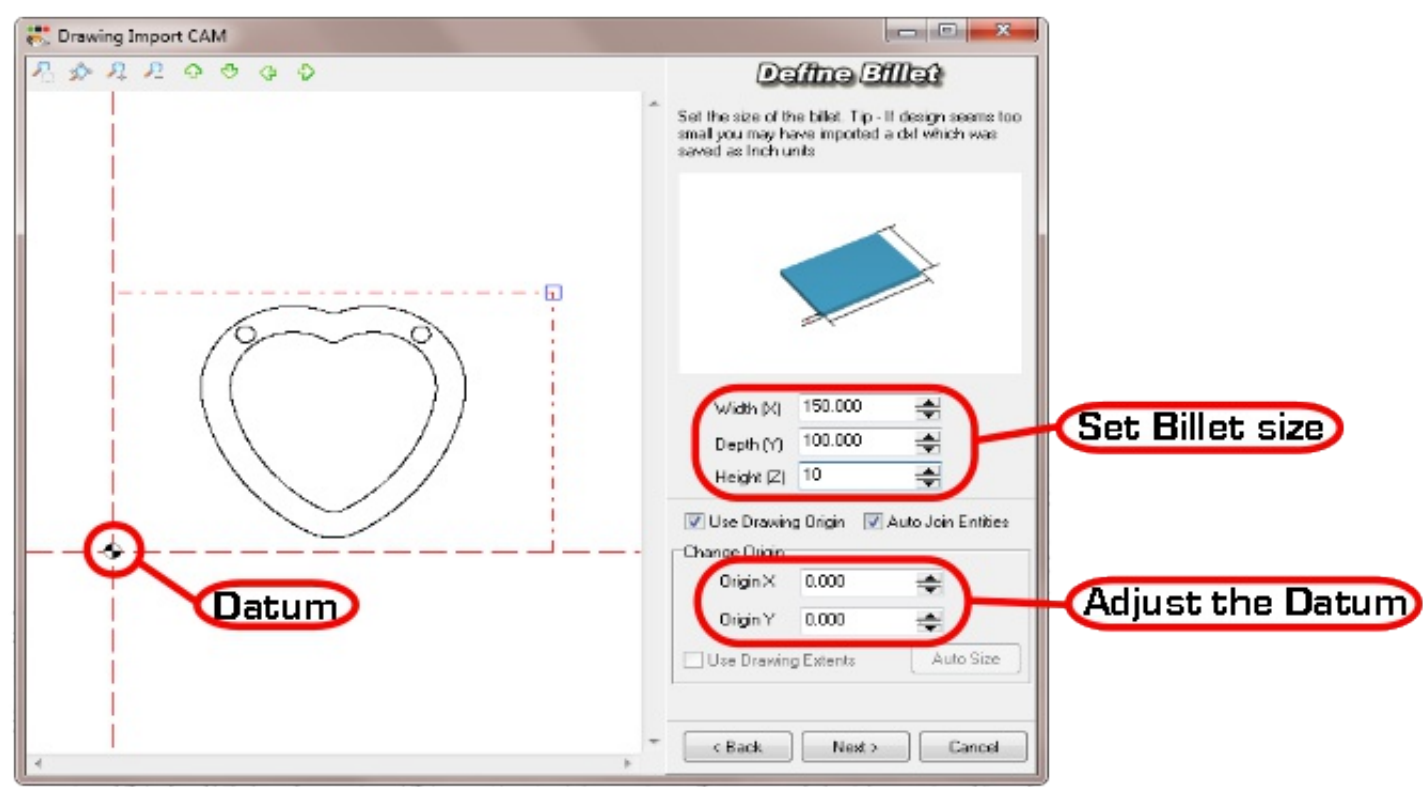 Drawing Import CAM
Define Billet
Set the size of the billet. Tip - If design seems too
small you may have imported a dxf which was
saved as Inch units
Width (X) 150.000
Depth (Y) 100.000
Height (Z) 10
Set Billet size
Use Drawing Origin Auto Join Entities
Change Origin
Origin X 0.000
Origin Y 0.000
Datum
Adjust the Datum
Use Drawing Extents Auto Size
< Back Next > Cancel